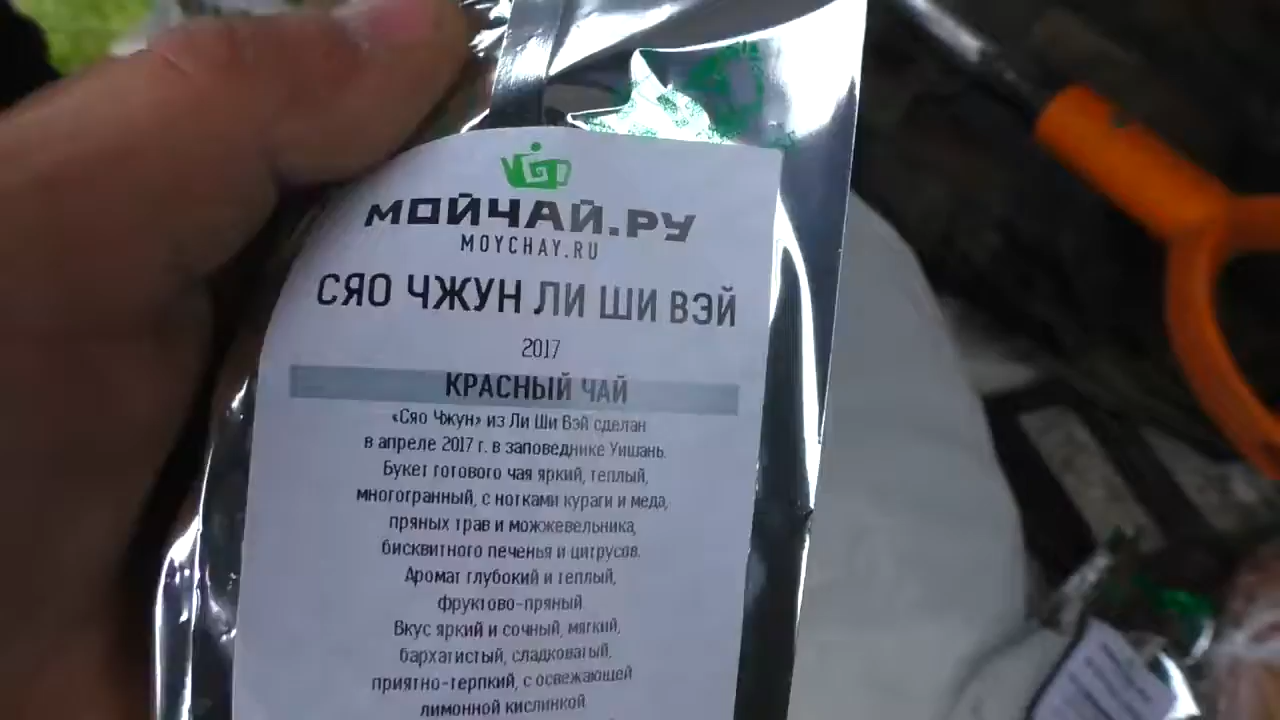 МОЙЧАЙ.РУ
MOYCHAY.RU
СЯО ЧЖУН ЛИ ШИ ВЭЙ
2017
КРАСНЫЙ ЧАЙ
«Сяо Чжун» из Ли Ши Вэй сделан
в апреле 2017 г. в заповеднике Уишань.
Букет готового чая яркий, теплый,
многогранный, с нотками кураги и меда,
пряных трав и можжевельника,
бисквитного печенья и цитрусов.
Аромат глубокий и теплый,
фруктово-пряный.
Вкус яркий и сочный, мягкий,
бархатистый, сладковатый,
приятно-терпкий, с освежающей
лимонной кислинкой